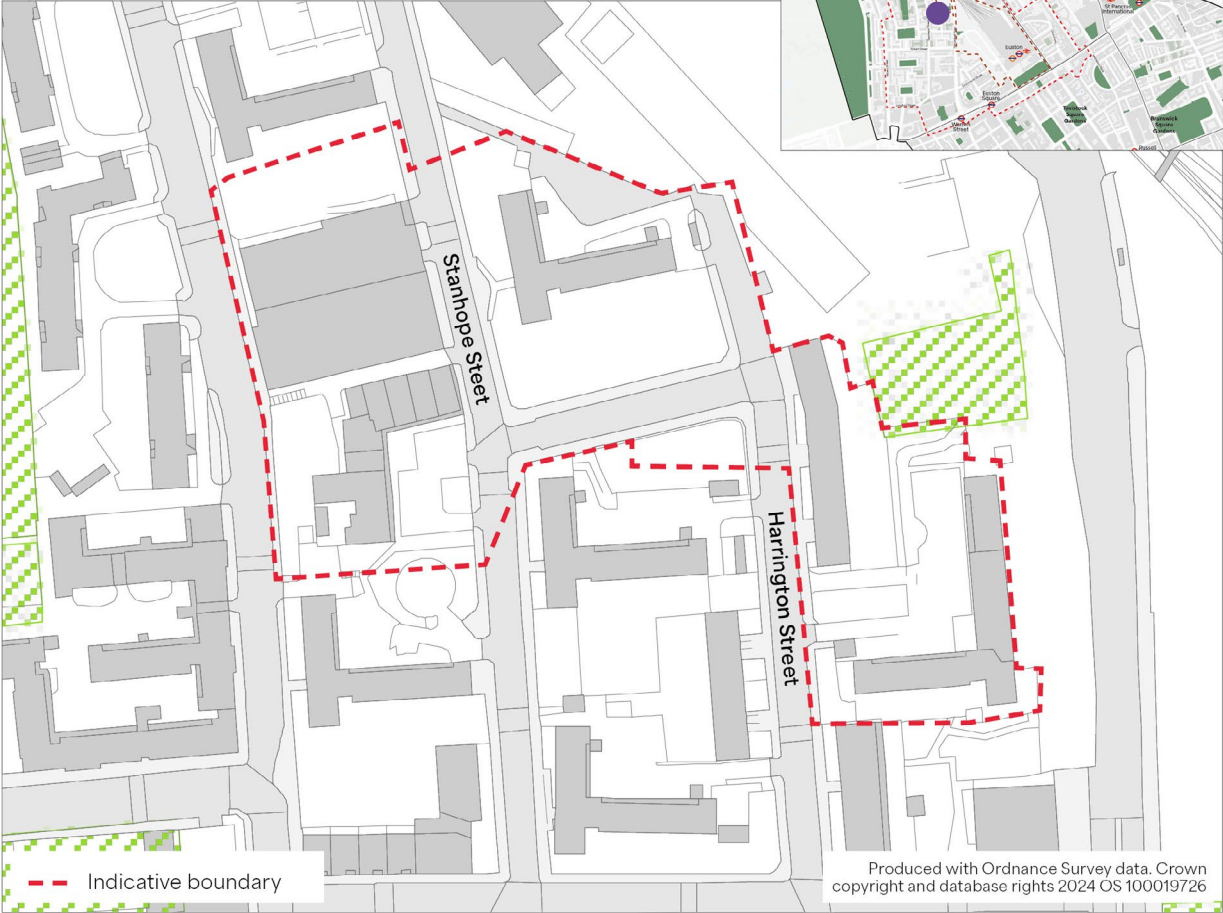 St Pancras
International
Euston
Euston
Square
Warren
Street
Tavistock
Square
Gardens
Brunswick
Square
Gardens
Russell
Stanhope Steet
Harrington Street
Indicative boundary
Produced with Ordnance Survey data. Crown
copyright and database rights 2024 OS 100019726